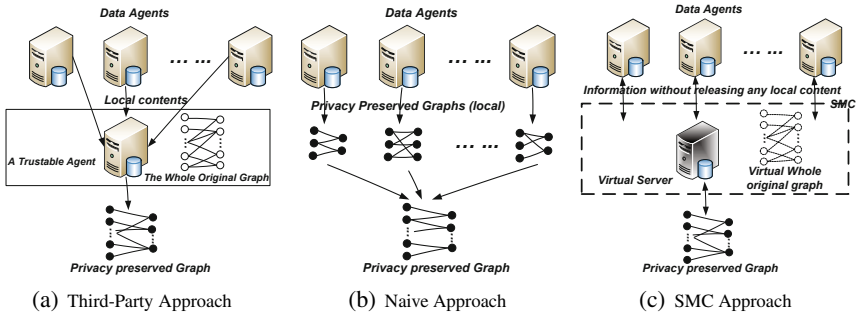 Data Agents
... ...
Local contents
A Trustable Agent
The Whole Original Graph
Privacy preserved Graph
(a) Third-Party Approach
Data Agents
... ...
Privacy Preserved Graphs (local)
... ...
Privacy preserved Graph
(b) Naive Approach
Data Agents
... ...
Information without releasing any local content
SMC
Virtual Server
Virtual Whole
original graph
Privacy preserved Graph
(c) SMC Approach